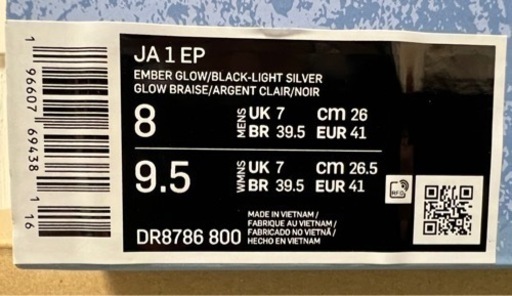 JA 1 EP
EMBER GLOW/BLACK-LIGHT SILVER
GLOW BRAISE/ARGENT CLAIR/NOIR
8 MENS UK 7 cm 26
BR 39.5 EUR 41
9.5 WMNS UK 7 cm 26.5
BR 39.5 EUR 41
MADE IN VIETNAM /
FABRIQUE AU VIETNAM /
FABRICADO NO VIETNÃ /
HECHO EN VIETNAM
DR8786 800
1 96607 69438 1 16